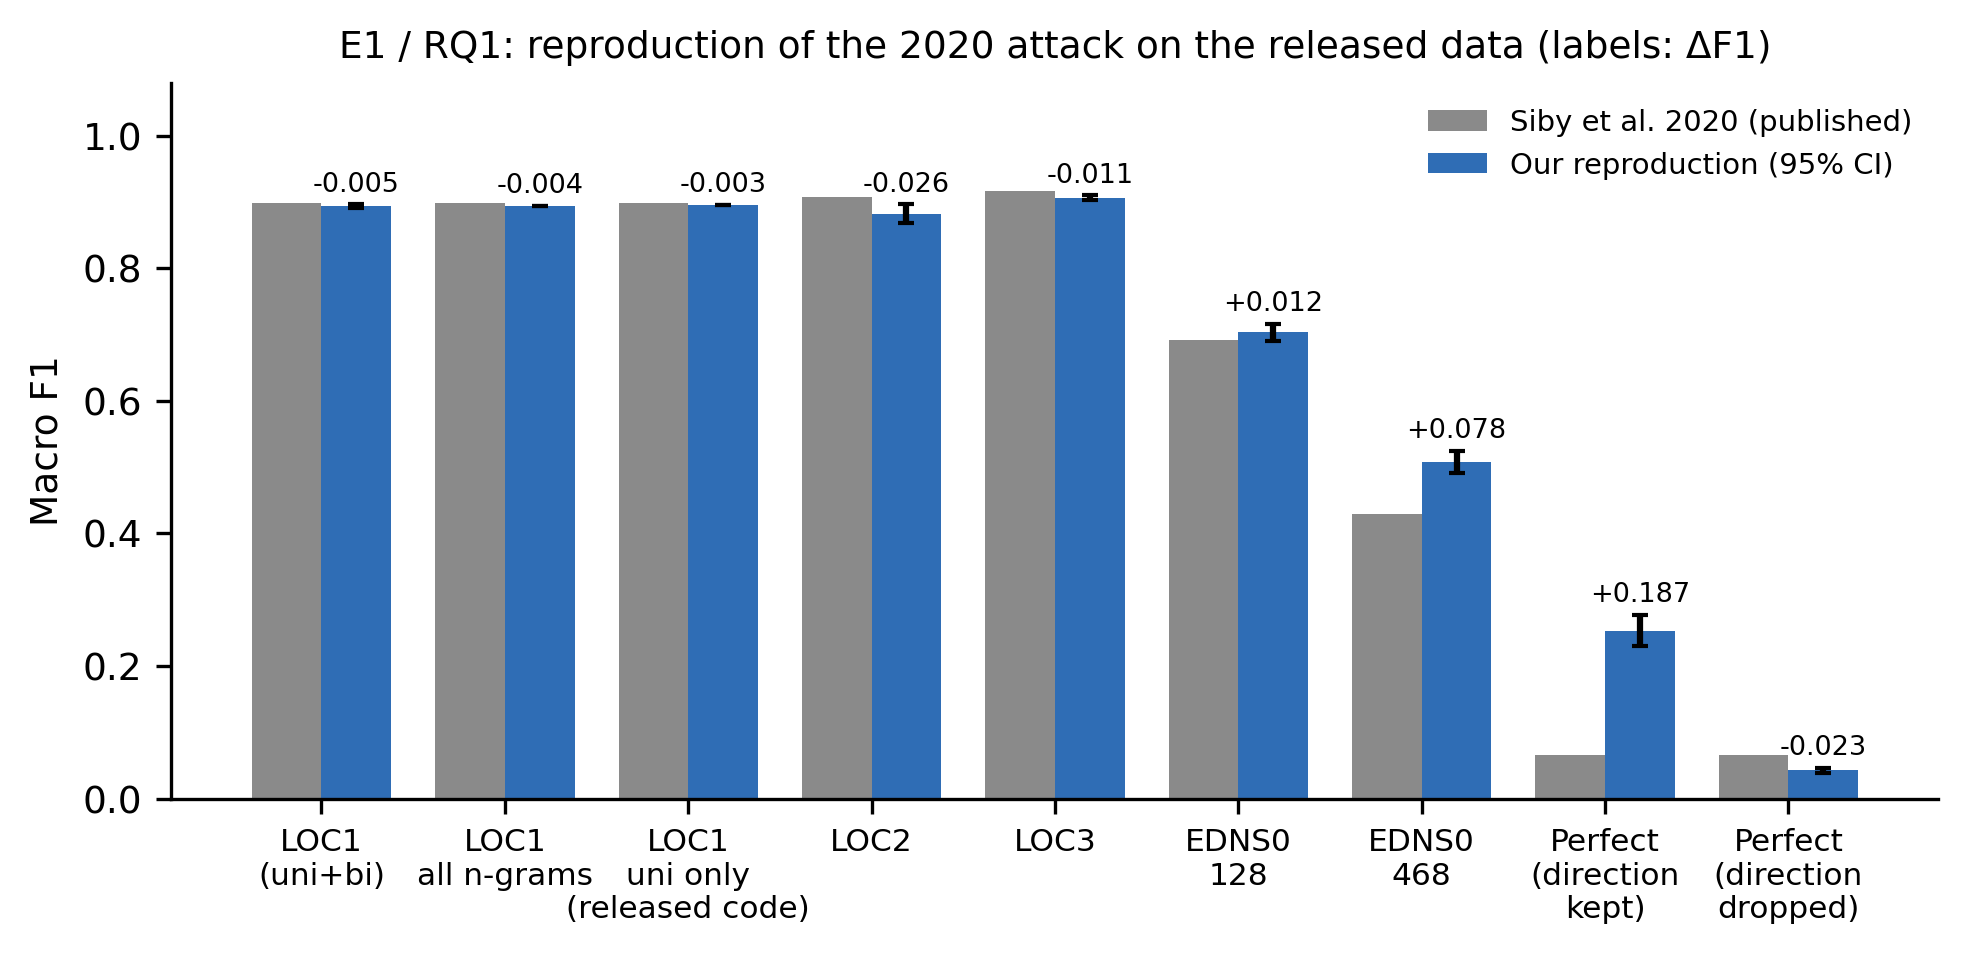 E1 / RQ1: reproduction of the 2020 attack on the released data (labels: ΔF1)
Siby et al. 2020 (published)
Our reproduction (95% CI)
Macro F1
1.0
0.8
0.6
0.4
0.2
0.0
-0.005
-0.004
-0.003
-0.026
-0.011
+0.012
+0.078
+0.187
-0.023
LOC1
(uni+bi)
LOC1
all n-grams
LOC1
uni only
(released code)
LOC2
LOC3
EDNS0
128
EDNS0
468
Perfect
(direction
kept)
Perfect
(direction
dropped)